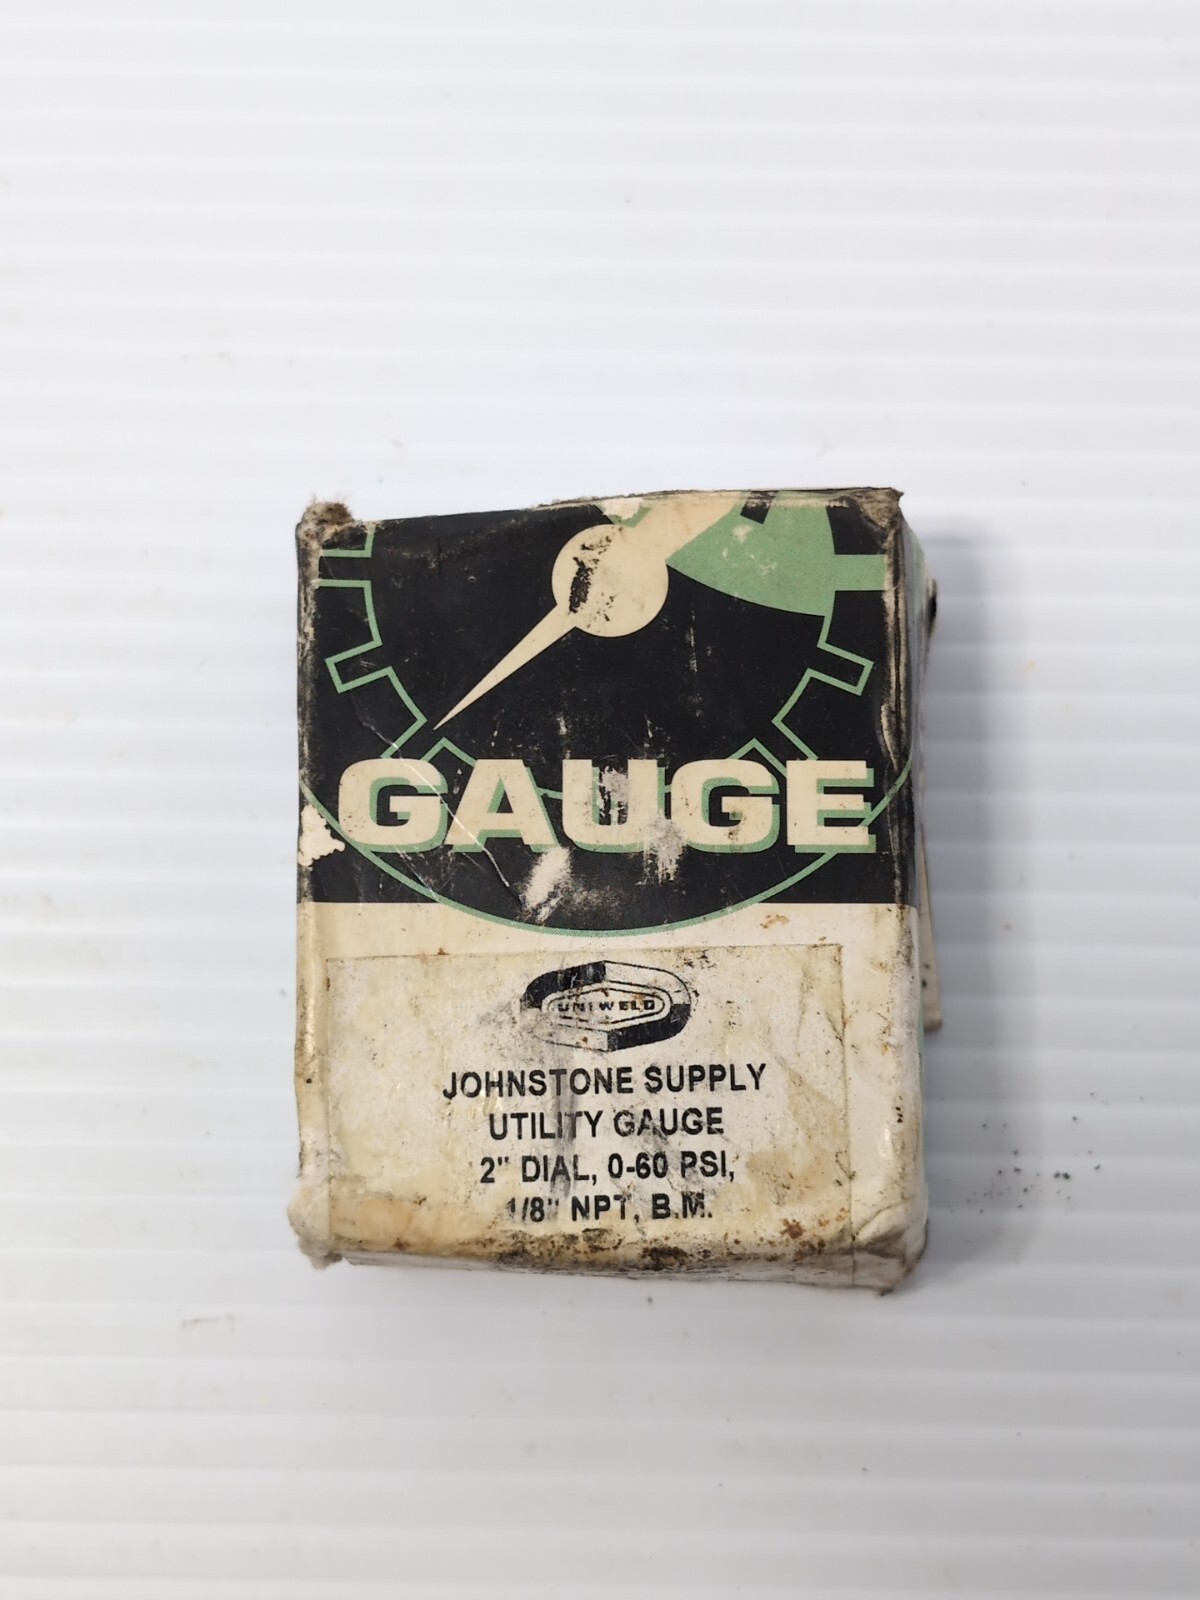 GAUGE
UNIWELD
JOHNSTONE SUPPLY
UTILITY GAUGE
2" DIAL, 0-60 PSI,
1/8" NPT, B.M.